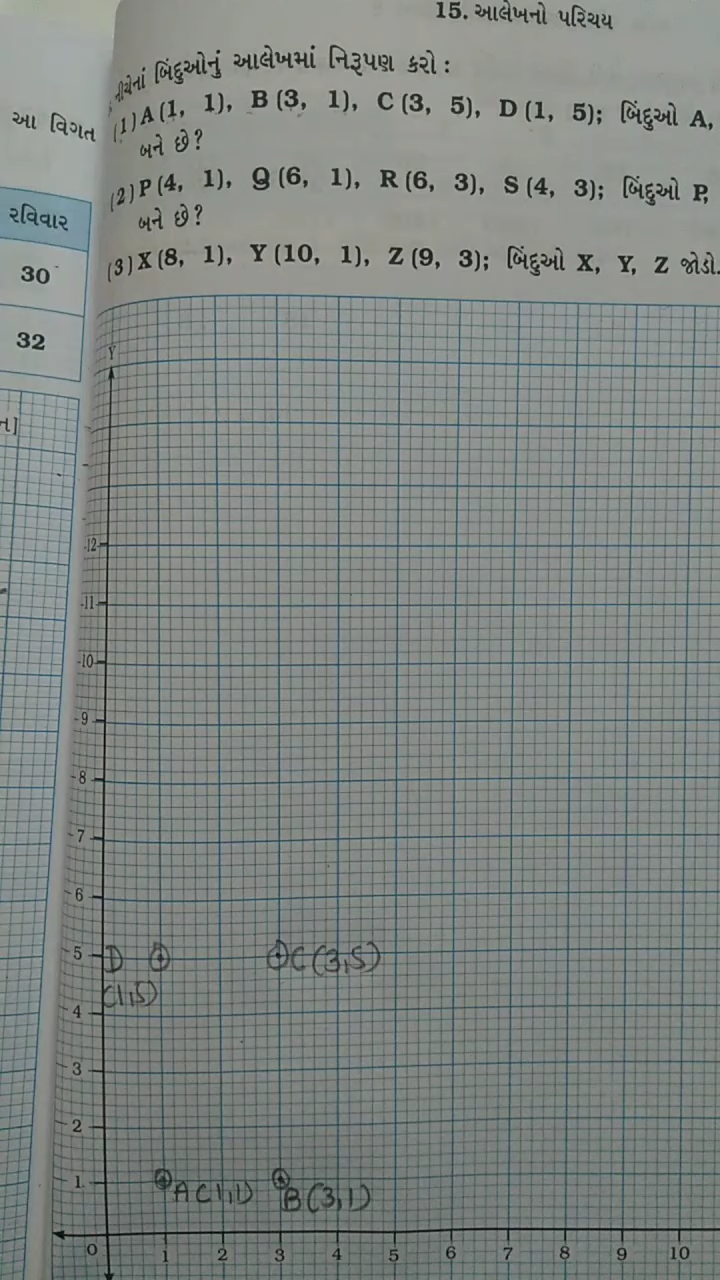 15. આલેખનો પરિચય
નીચેનાં બિંદુઓનું આલેખમાં નિરૂપણ કરો :
(1) A (1, 1), B (3, 1), C (3, 5), D (1, 5); બિંદુઓ A,
બને છે?
(2) P (4, 1), Q (6, 1), R (6, 3), S (4, 3); બિંદુઓ P,
બને છે?
(3) X (8, 1), Y (10, 1), Z (9, 3); બિંદુઓ X, Y, Z જોડો.
આ વિગત
રવિવાર
30
32
Y
12
11
10
9
8
7
6
5 D C(3,5)
(1,5)
4
3
2
1 A(1,1) B(3,1)
O 1 2 3 4 5 6 7 8 9 10